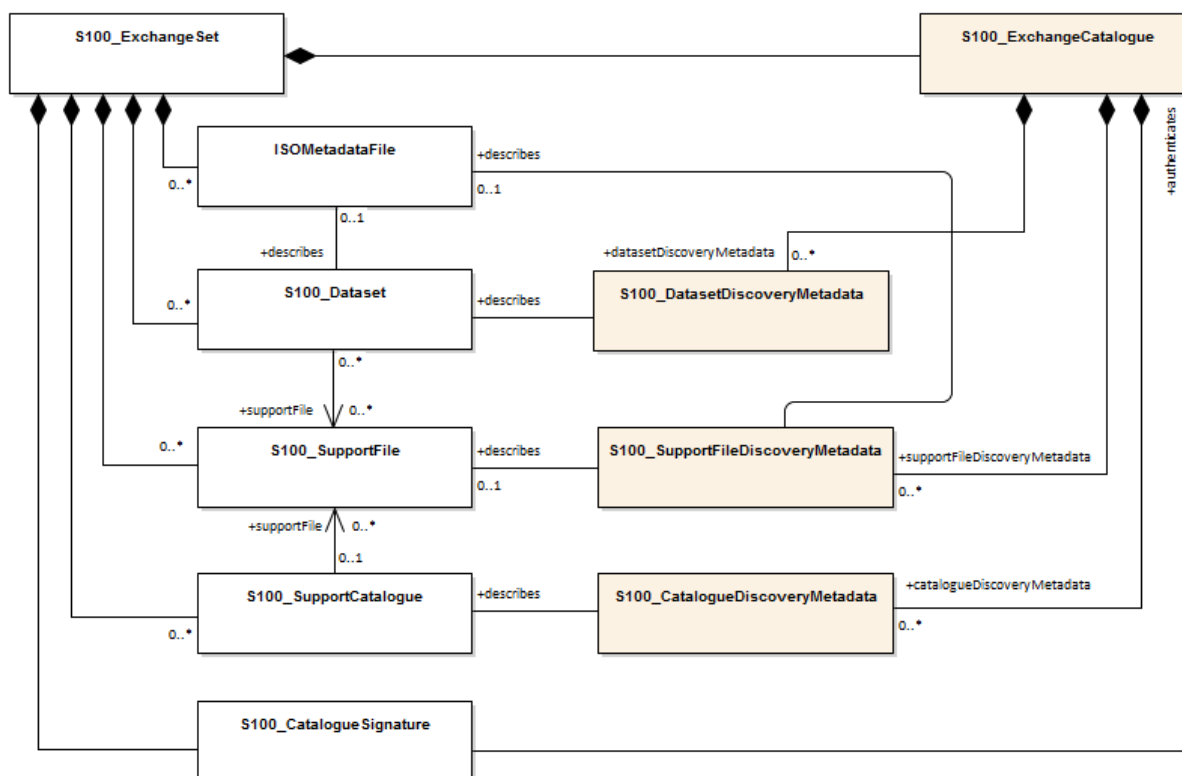 S100_ExchangeSet
S100_ExchangeCatalogue
+authenticates
ISOMetadataFile
+describes
0..*
0..1
0..1
+describes
+datasetDiscoveryMetadata
0..*
S100_Dataset
+describes
S100_DatasetDiscoveryMetadata
0..*
0..*
+supportFile
0..*
S100_SupportFile
+describes
S100_SupportFileDiscoveryMetadata
+supportFileDiscoveryMetadata
0..*
0..1
0..*
+supportFile
0..*
0..1
S100_SupportCatalogue
+describes
S100_CatalogueDiscoveryMetadata
+catalogueDiscoveryMetadata
0..*
0..*
S100_CatalogueSignature